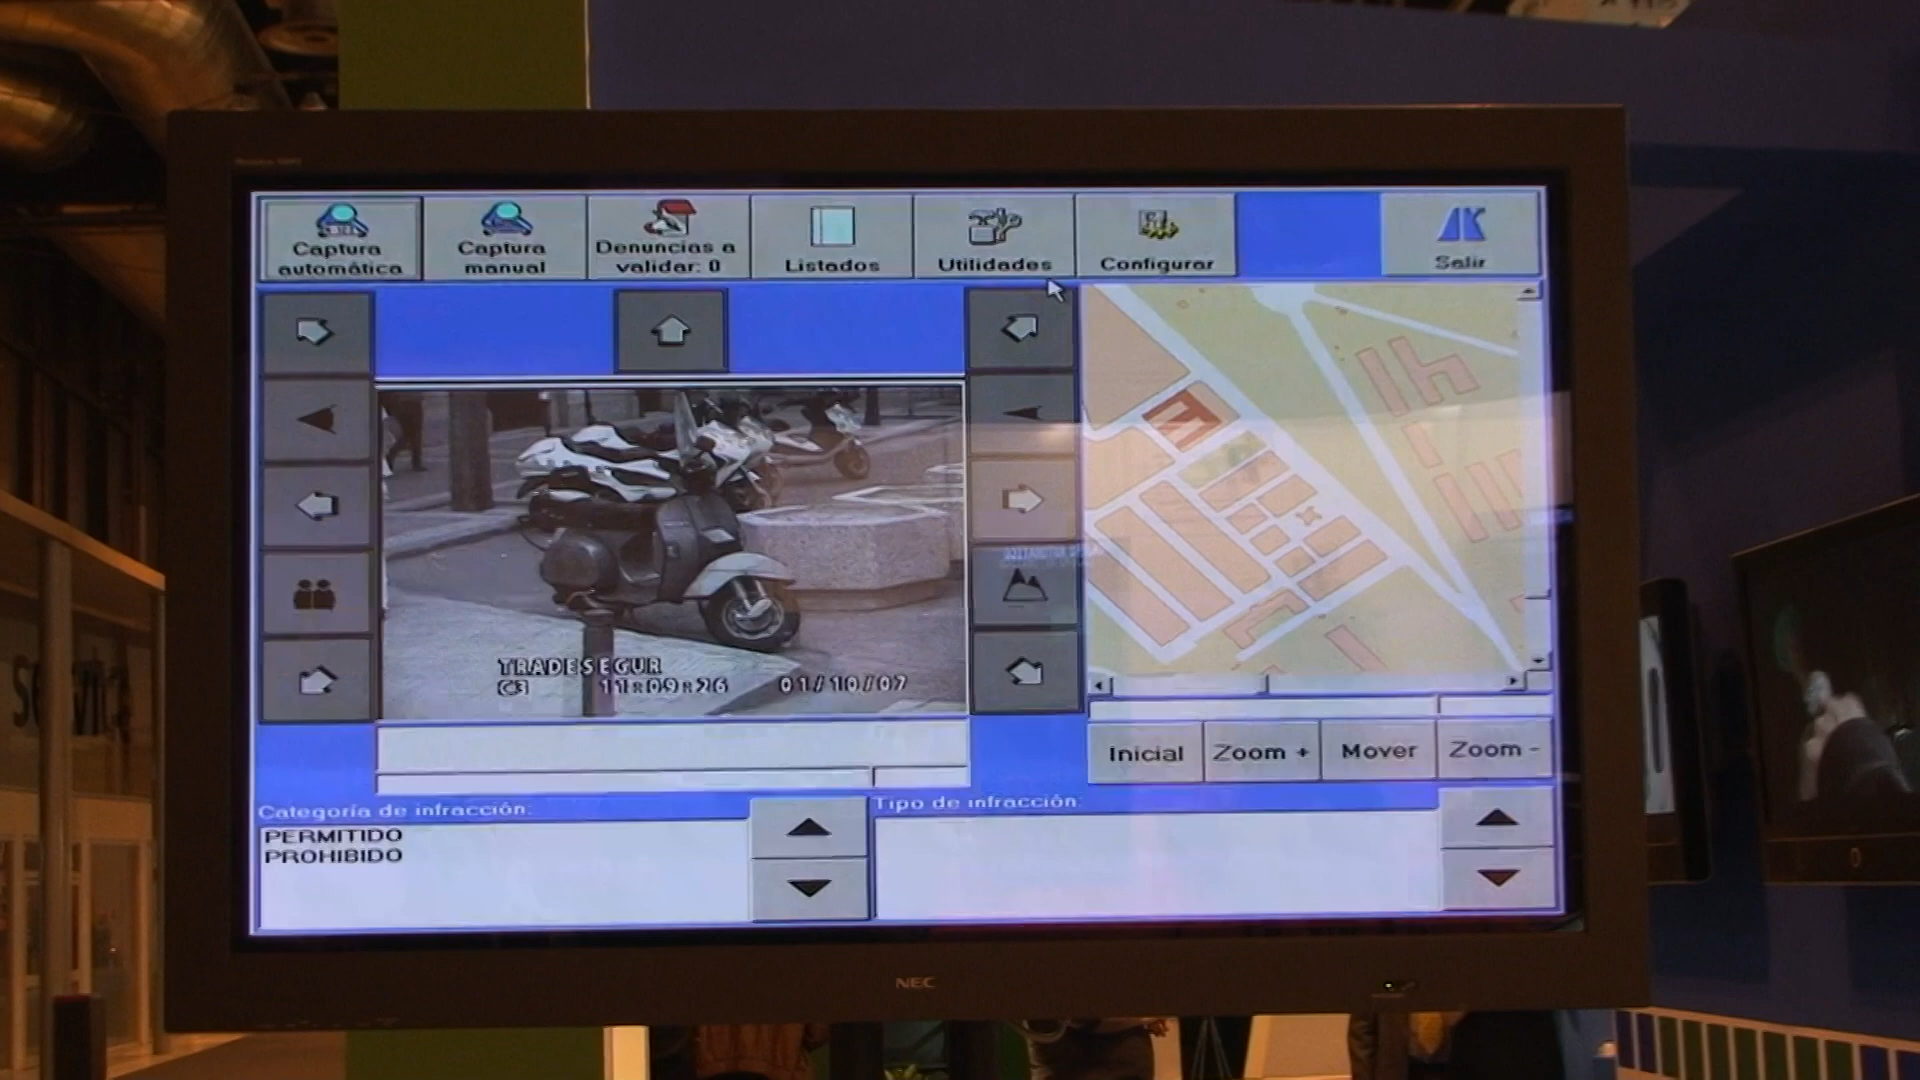 Captura
automática
Captura
manual
Denuncias a
validar: 0
Listados
Utilidades
Configurar
Salir
TRADESEGUR
C3 11:09:26 01/10/07
Inicial
Zoom +
Mover
Zoom -
Categoría de infracción:
PERMITIDO
PROHIBIDO
Tipo de infracción:
NEC